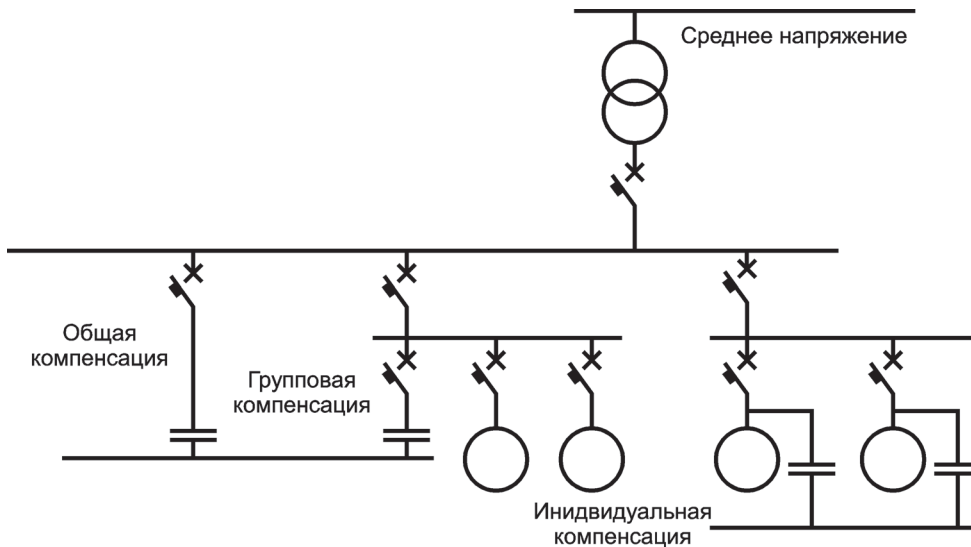 Среднее напряжение
Общая
компенсация
Групповая
компенсация
Инидвидуальная
компенсация